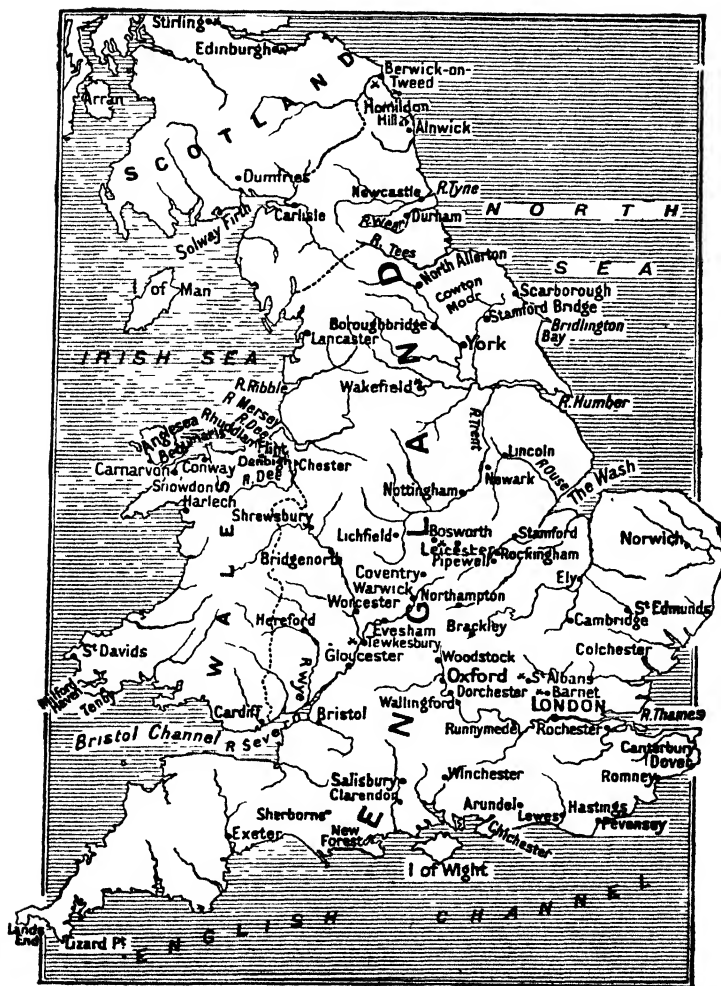 Stirling
Edinburgh
Berwick-on-
Tweed
Homildon
Hill
Alnwick
Arran
SCOTLAND
Dumfries
Newcastle
R. Tyne
NORTH
SEA
Solway Firth
Carlisle
R. Wear
Durham
R. Tees
North Allerton
Cowton
Moor
Scarborough
Stamford Bridge
Bridlington
Bay
I of Man
Boroughbridge
Lancaster
York
IRISH SEA
R. Ribble
Wakefield
R. Humber
R Mersey
R. Dee
Anglesea
Beaumaris
Rhuddlan
Flint
Denbigh
Chester
Carnarvon
Conway
R. Dee
Snowdon
Harlech
R. Trent
Lincoln
Newark
R Ouse
The Wash
Nottingham
Shrewsbury
Lichfield
Bosworth
Stamford
Norwich
Leicester
Rockingham
Bridgenorth
Pipewell
Coventry
Ely
Warwick
Northampton
St Edmunds
Worcester
Cambridge
WALES
Hereford
Evesham
Brackley
Tewkesbury
Colchester
St Davids
Gloucester
Woodstock
Oxford
St Albans
Milford
Haven
Tenby
R. Wye
Dorchester
Barnet
Wallingford
LONDON
Cardiff
Bristol
R. Thames
Bristol Channel
R Seve
Runnymede
Rochester
Canterbury
Dover
Salisbury
Winchester
Romney
Clarendon
Sherborne
Arundel
Lewes
Hastings
Pevensey
Exeter
New
Forest
Chichester
I of Wight
ENGLAND
Lands
End
Lizard Pt
ENGLISH CHANNEL